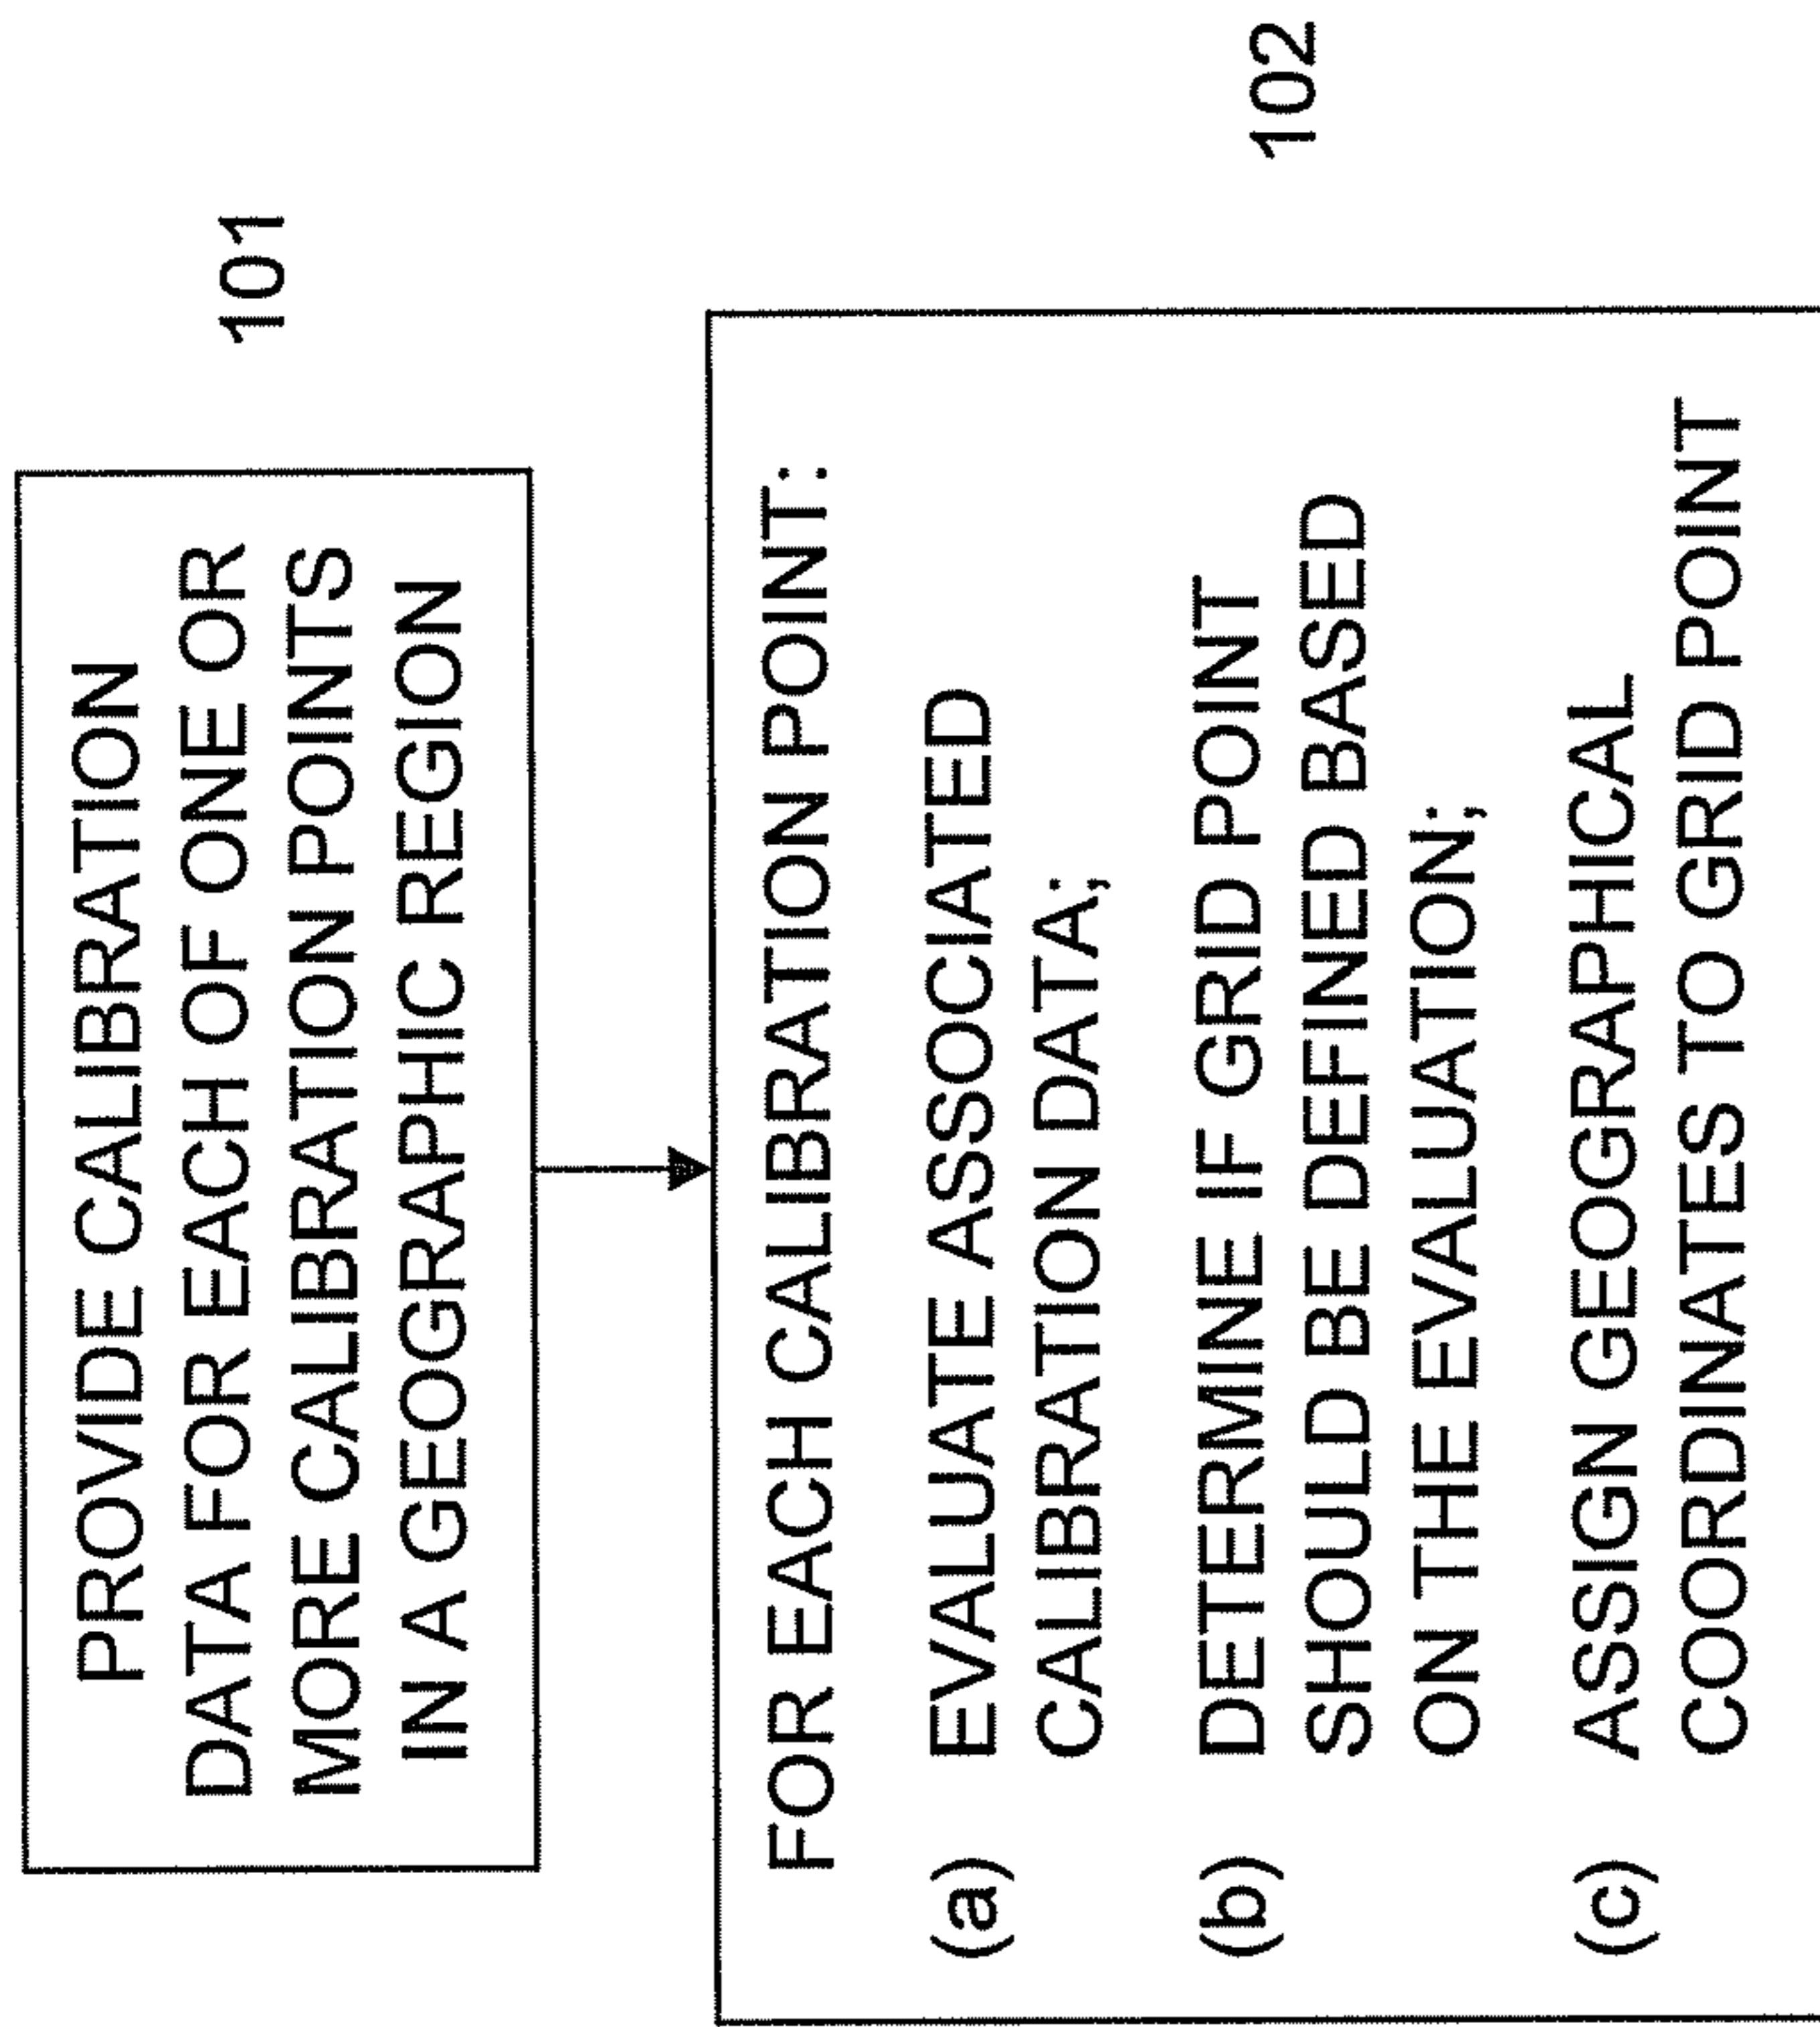 PROVIDE CALIBRATION
DATA FOR EACH OF ONE OR
MORE CALIBRATION POINTS
IN A GEOGRAPHIC REGION
101
FOR EACH CALIBRATION POINT:
(a) EVALUATE ASSOCIATED
CALIBRATION DATA;
(b) DETERMINE IF GRID POINT
SHOULD BE DEFINED BASED
ON THE EVALUATION;
(c) ASSIGN GEOGRAPHICAL
COORDINATES TO GRID POINT
102